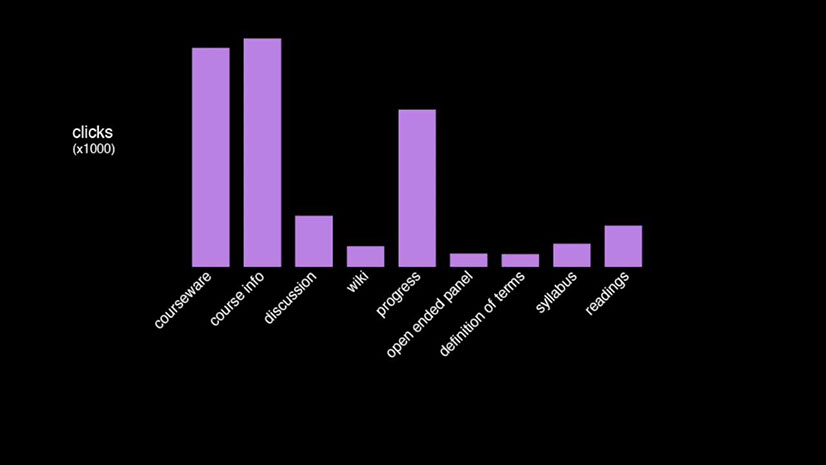 clicks
(x1000)
courseware
course info
discussion
wiki
progress
open ended panel
definition of terms
syllabus
readings